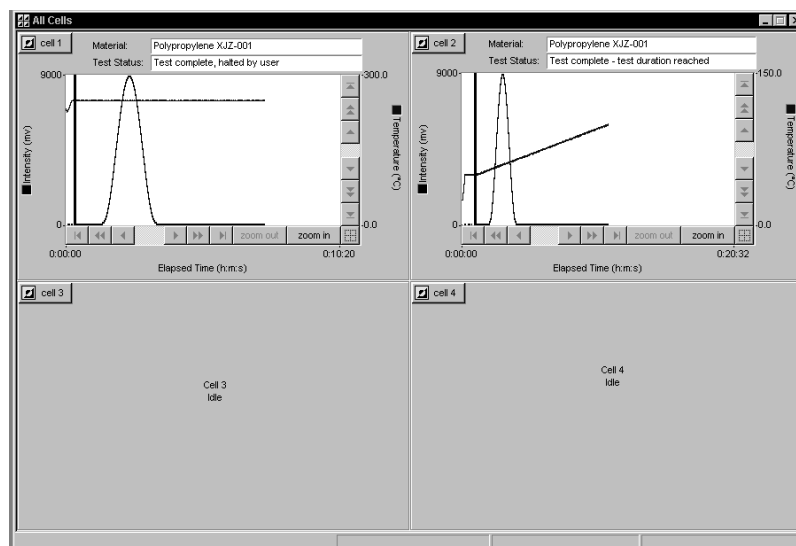 All Cells
cell 1
Material: Polypropylene XJZ-001
Test Status: Test complete, halted by user
9000
300.0
Intensity (mv)
Temperature (°C)
0
0.0
zoom out
zoom in
0:00:00
0:10:20
Elapsed Time (h:m:s)
cell 2
Material: Polypropylene XJZ-001
Test Status: Test complete - test duration reached
9000
150.0
Intensity (mv)
Temperature (°C)
0
0.0
zoom out
zoom in
0:00:00
0:20:32
Elapsed Time (h:m:s)
cell 3
Cell 3
Idle
cell 4
Cell 4
Idle